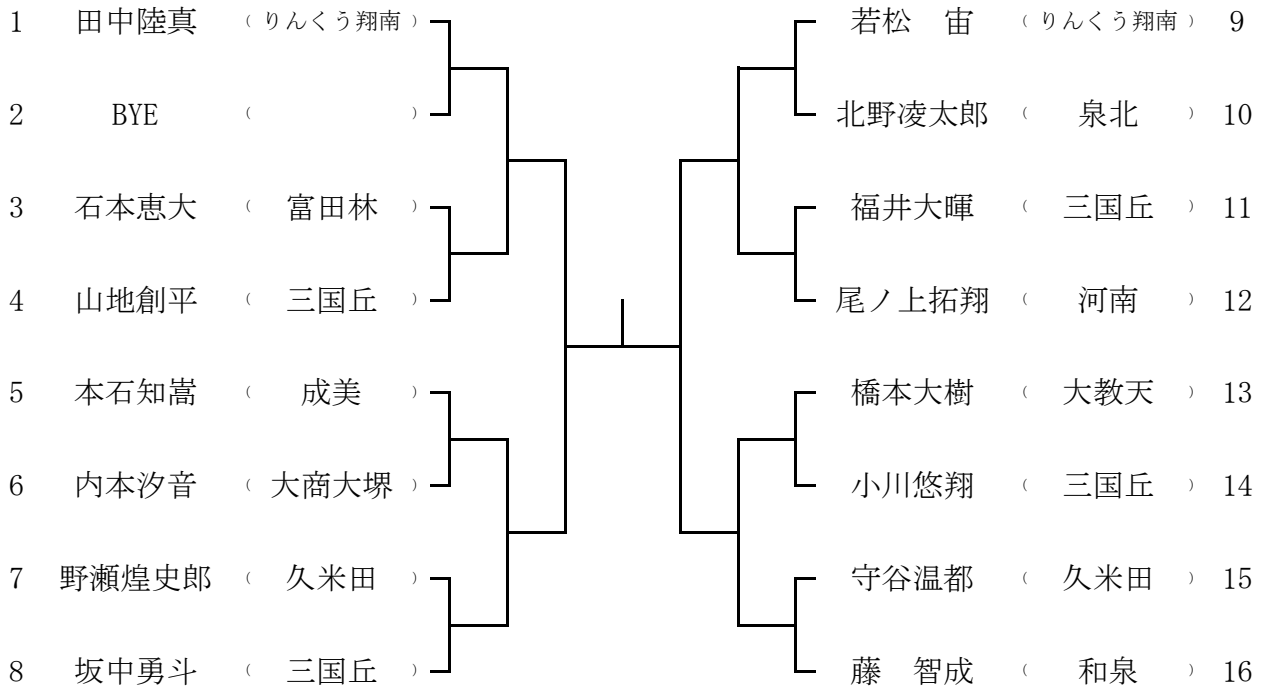 1 田中陸真 （ りんくう翔南 ） 若松　宙 （ りんくう翔南 ） 9
2 BYE （ ） 北野凌太郎 （ 泉北 ） 10
3 石本恵大 （ 富田林 ） 福井大暉 （ 三国丘 ） 11
4 山地創平 （ 三国丘 ） 尾ノ上拓翔 （ 河南 ） 12
5 本石知嵩 （ 成美 ） 橋本大樹 （ 大教天 ） 13
6 内本汐音 （ 大商大堺 ） 小川悠翔 （ 三国丘 ） 14
7 野瀬煌史郎 （ 久米田 ） 守谷温都 （ 久米田 ） 15
8 坂中勇斗 （ 三国丘 ） 藤　智成 （ 和泉 ） 16